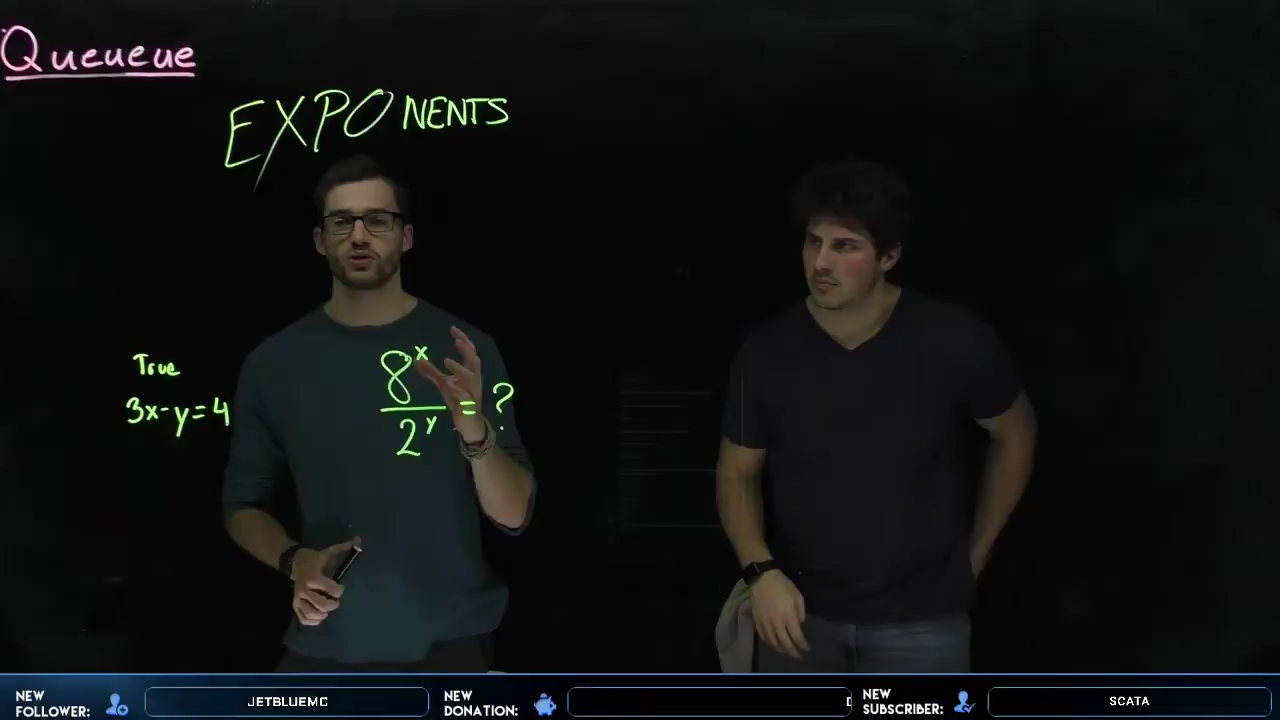 Queueue
EXPONENTS
True
3x-y=4
8^x
2^y
= ?
NEW FOLLOWER:
JETBLUEMC
NEW DONATION:
NEW SUBSCRIBER:
SCATA